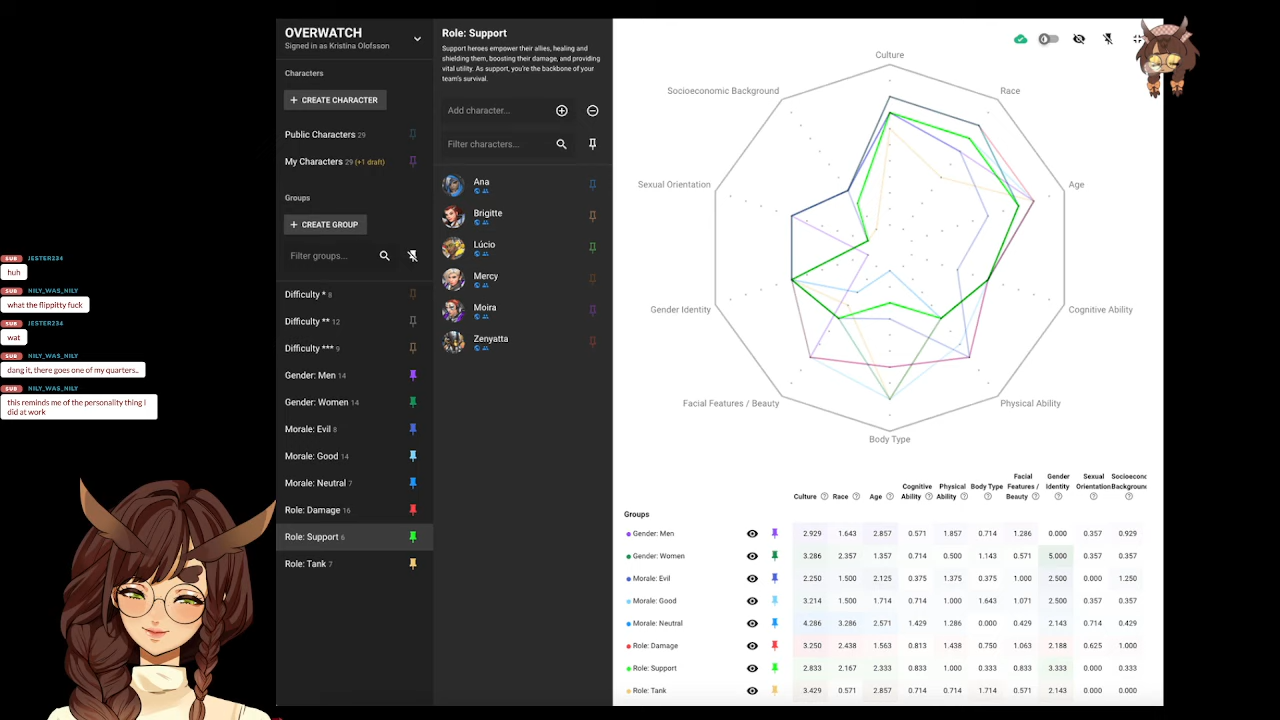 SUB JESTER234
huh
SUB NILY_WAS_NILY
what the flippitty fuck
SUB JESTER234
wat
SUB NILY_WAS_NILY
dang it, there goes one of my quarters..
SUB NILY_WAS_NILY
this reminds me of the personality thing i
did at work
OVERWATCH
Signed in as Kristina Olofsson
Characters
+ CREATE CHARACTER
Public Characters 29
My Characters 29 (+1 draft)
Groups
+ CREATE GROUP
Filter groups...
Difficulty * 8
Difficulty ** 12
Difficulty *** 9
Gender: Men 14
Gender: Women 14
Morale: Evil 8
Morale: Good 14
Morale: Neutral 7
Role: Damage 16
Role: Support 6
Role: Tank 7
Role: Support
Support heroes empower their allies, healing and
shielding them, boosting their damage, and providing
vital utility. As support, you're the backbone of your
team's survival.
Add character...
Filter characters...
Ana
Brigitte
Lúcio
Mercy
Moira
Zenyatta
Culture
Socioeconomic Background
Race
Sexual Orientation
Age
Gender Identity
Cognitive Ability
Facial Features / Beauty
Physical Ability
Body Type
Culture Race Age Cognitive Ability Physical Ability Body Type Facial Features / Beauty Gender Identity Sexual Orientation Socioeconomic Background
Groups
Gender: Men 2.929 1.643 2.857 0.571 1.857 0.714 1.286 0.000 0.357 0.929
Gender: Women 3.286 2.357 1.357 0.714 0.500 1.143 0.571 5.000 0.357 0.357
Morale: Evil 2.250 1.500 2.125 0.375 1.375 0.375 1.000 2.500 0.000 1.250
Morale: Good 3.214 1.500 1.714 0.714 1.000 1.643 1.071 2.500 0.357 0.357
Morale: Neutral 4.286 3.286 2.571 1.429 1.286 0.000 0.429 2.143 0.714 0.429
Role: Damage 3.250 2.438 1.563 0.813 1.438 0.750 1.063 2.188 0.625 1.000
Role: Support 2.833 2.167 2.333 0.833 1.000 0.333 0.833 3.333 0.000 0.333
Role: Tank 3.429 0.571 2.857 0.714 0.714 1.714 0.571 2.143 0.000 0.000